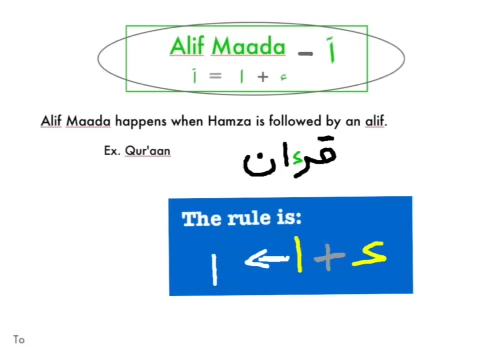 Alif Maada – آ
آ = ا + ء
Alif Maada happens when Hamza is followed by an alif.
Ex. Qur'aan
قرءان
The rule is:
ء + ا ← ا
To